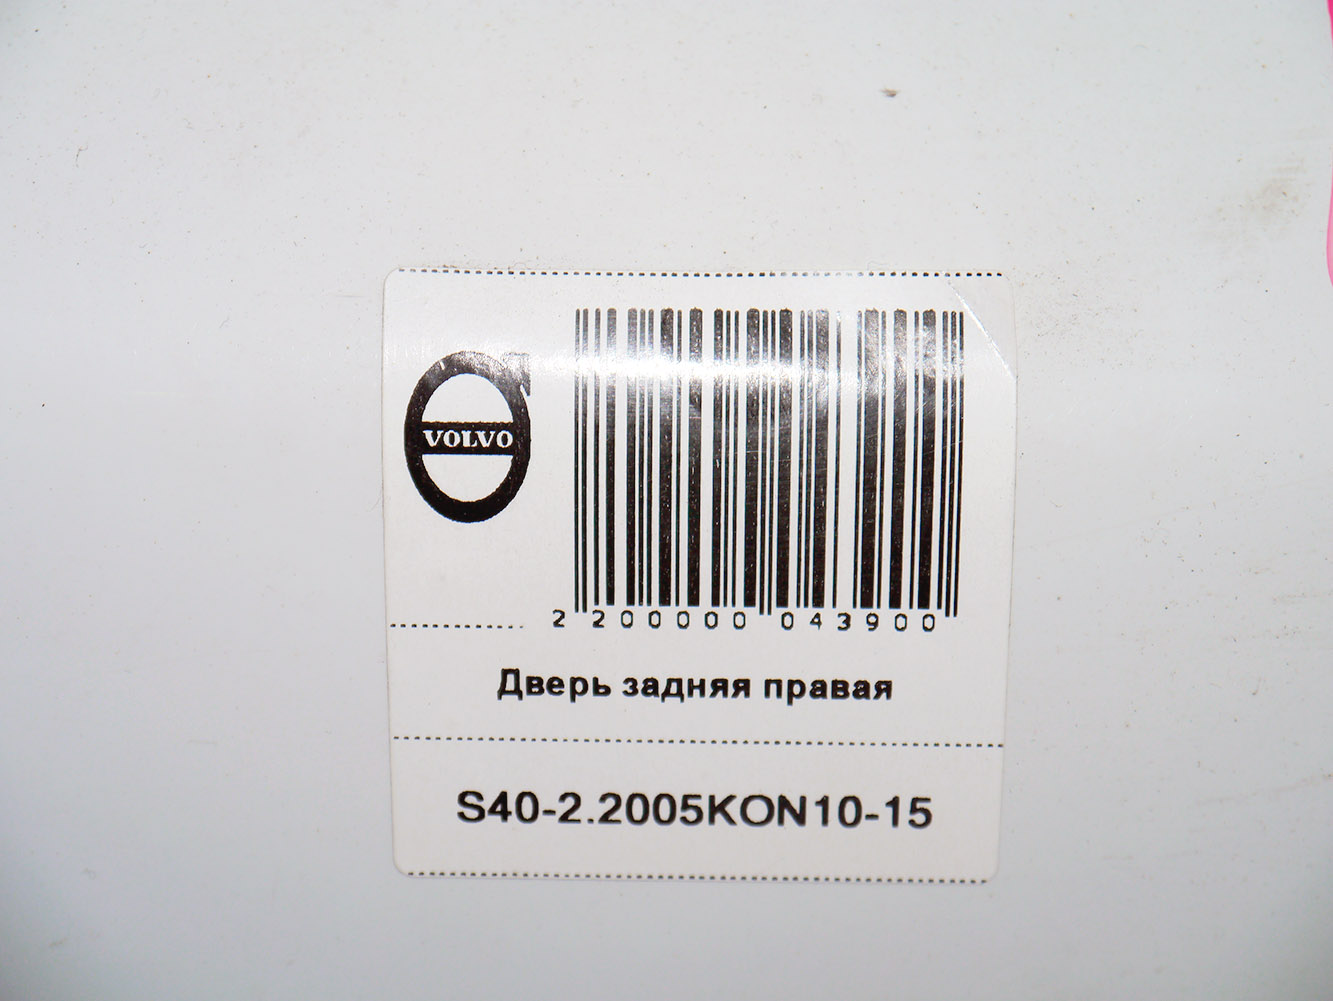 VOLVO
2 200000 043900
Дверь задняя правая
S40-2.2005KON10-15